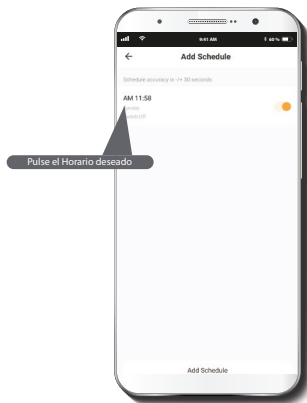 9:41 AM
60%
Add Schedule
Schedule accuracy is -/+ 30 seconds
AM 11:58
Pulse el Horario deseado
Add Schedule